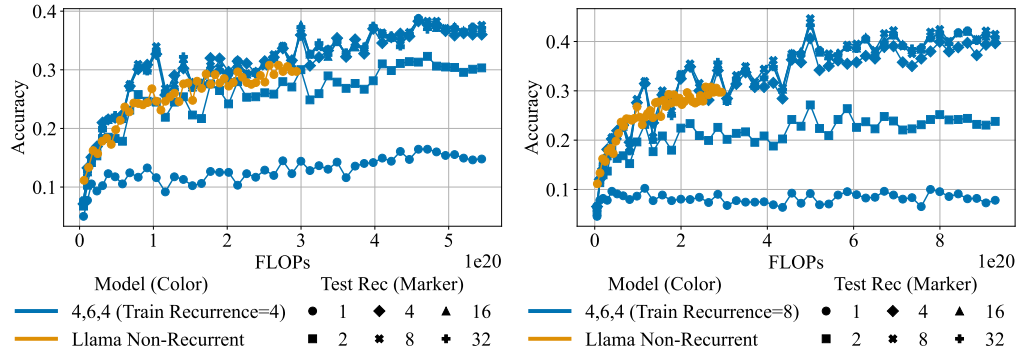 0.4
0.3
0.2
0.1
Accuracy
0 1 2 3 4 5
FLOPs
1e20
Model (Color) Test Rec (Marker)
4,6,4 (Train Recurrence=4) 1 4 16
Llama Non-Recurrent 2 8 32
0.4
0.3
0.2
0.1
Accuracy
0 2 4 6 8
FLOPs
1e20
Model (Color) Test Rec (Marker)
4,6,4 (Train Recurrence=8) 1 4 16
Llama Non-Recurrent 2 8 32